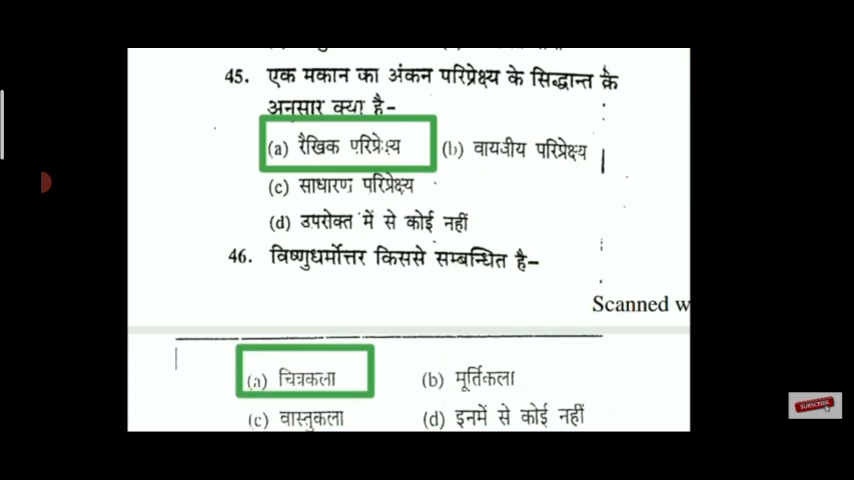 45. एक मकान का अंकन परिप्रेक्ष्य के सिद्धान्त के
अनुसार क्या है-
(a) रैखिक परिप्रेक्ष्य (b) वायवीय परिप्रेक्ष्य
(c) साधारण परिप्रेक्ष्य
(d) उपरोक्त में से कोई नहीं
46. विष्णुधर्मोत्तर किससे सम्बन्धित है-
Scanned w
(a) चित्रकला (b) मूर्तिकला
(c) वास्तुकला (d) इनमें से कोई नहीं
SUBSCRIBE